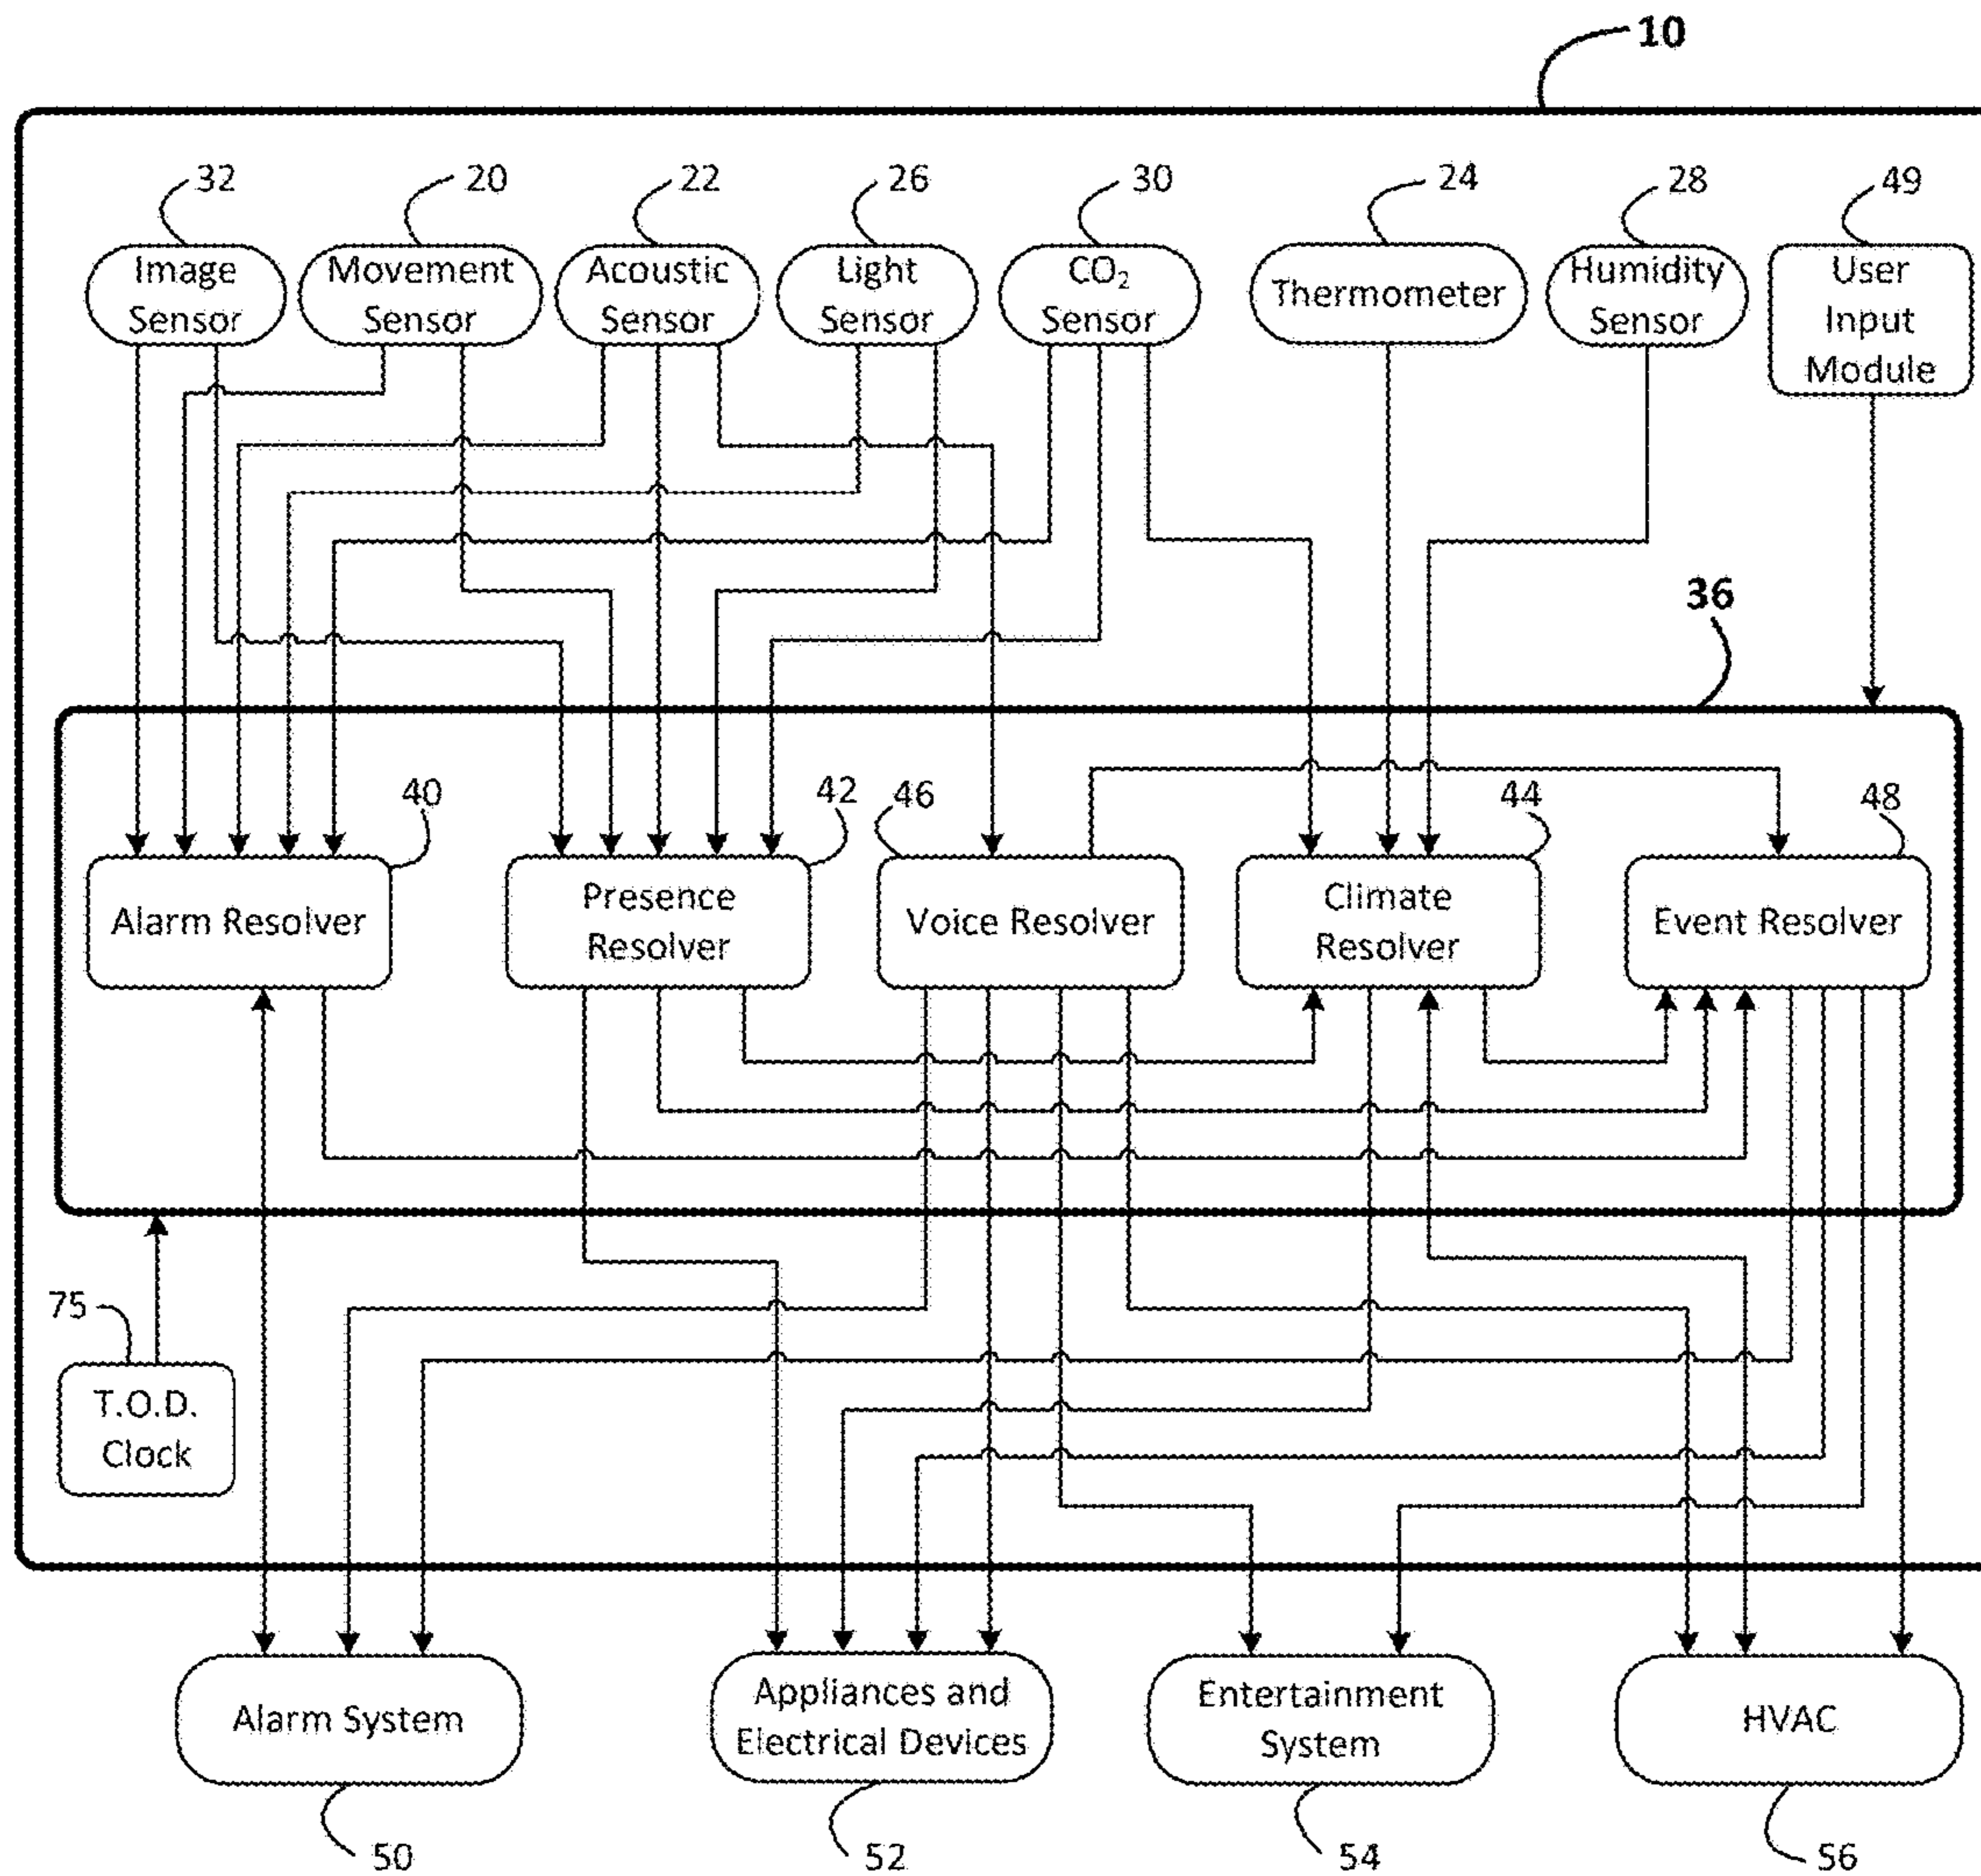 10
32
20
22
26
30
24
28
49
Image
Sensor
Movement
Sensor
Acoustic
Sensor
Light
Sensor
CO₂
Sensor
Thermometer
Humidity
Sensor
User
Input
Module
36
40
42
46
44
48
Alarm Resolver
Presence
Resolver
Voice Resolver
Climate
Resolver
Event Resolver
75
T.O.D.
Clock
Alarm System
Appliances and
Electrical Devices
Entertainment
System
HVAC
50
52
54
56